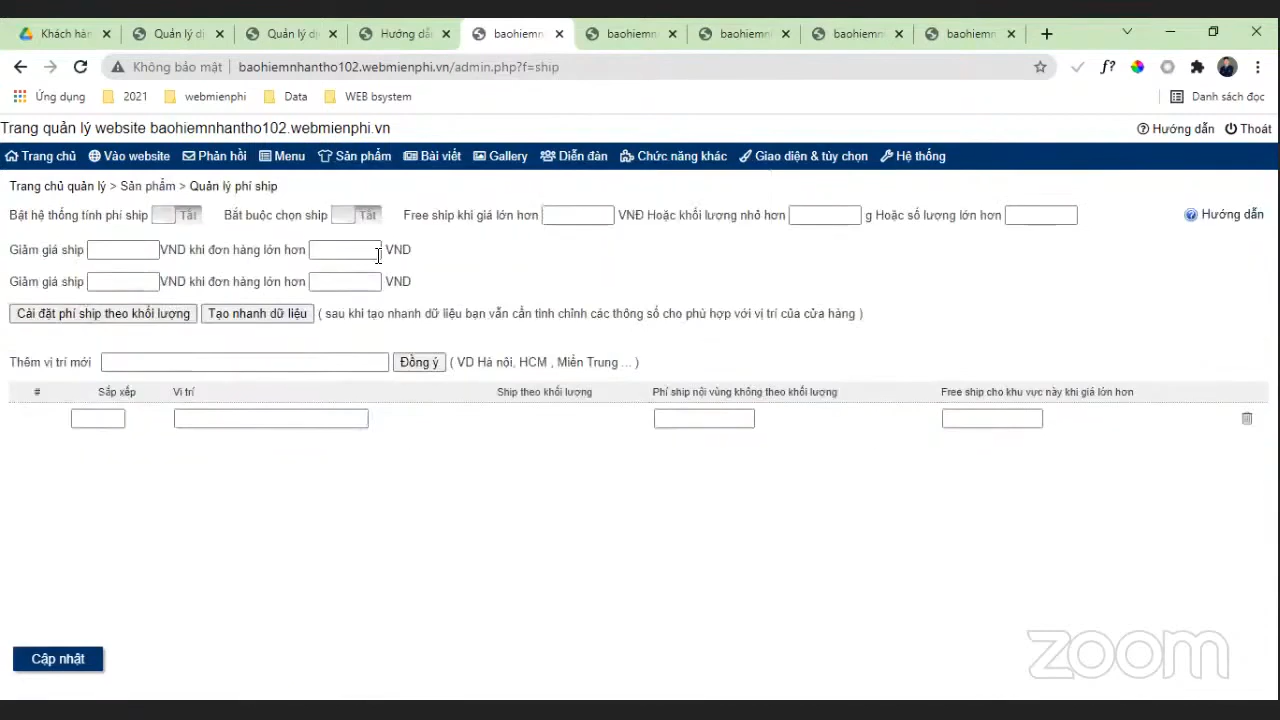 Khách hàn
Quản lý dị
Quản lý dị
Hướng dẫ
baohiemn
baohiemn
baohiemn
baohiemn
baohiemn
Không bảo mật
baohiemnhantho102.webmienphi.vn/admin.php?f=ship
Ứng dụng
2021
webmienphi
Data
WEB bsystem
Danh sách đọc
Trang quản lý website baohiemnhantho102.webmienphi.vn
Hướng dẫn
Thoát
Trang chủ
Vào website
Phản hồi
Menu
Sản phẩm
Bài viết
Gallery
Diễn đàn
Chức năng khác
Giao diện & tùy chọn
Hệ thống
Trang chủ quản lý > Sản phẩm > Quản lý phí ship
Bật hệ thống tính phí ship Tắt Bắt buộc chọn ship Tắt Free ship khi giá lớn hơn VNĐ Hoặc khối lượng nhỏ hơn g Hoặc số lượng lớn hơn Hướng dẫn
Giảm giá ship VND khi đơn hàng lớn hơn VND
Giảm giá ship VND khi đơn hàng lớn hơn VND
Cài đặt phí ship theo khối lượng Tạo nhanh dữ liệu ( sau khi tạo nhanh dữ liệu bạn vẫn cần tinh chỉnh các thông số cho phù hợp với vị trí của cửa hàng )
Thêm vị trí mới Đồng ý ( VD Hà nội, HCM , Miền Trung ... )
# Sắp xếp Vị trí Ship theo khối lượng Phí ship nội vùng không theo khối lượng Free ship cho khu vực này khi giá lớn hơn
Cập nhật
zoom